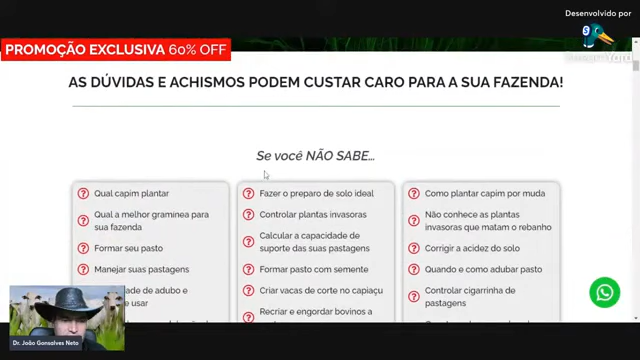 Desenvolvido por
PROMOÇÃO EXCLUSIVA 60% OFF
AS DÚVIDAS E ACHISMOS PODEM CUSTAR CARO PARA A SUA FAZENDA!
Se você NÃO SABE...
Qual capim plantar
Qual a melhor gramínea para
sua fazenda
Formar seu pasto
Manejar suas pastagens
dade de adubo e
e usar
Fazer o preparo de solo ideal
Controlar plantas invasoras
Calcular a capacidade de
suporte das suas pastagens
Formar pasto com semente
Criar vacas de corte no capiaçu
Recriar e engordar bovinos a
Como plantar capim por muda
Não conhece as plantas
invasoras que matam o rebanho
Corrigir a acidez do solo
Quando e como adubar pasto
Controlar cigarrinha de
pastagens
Dr. João Gonsalves Neto